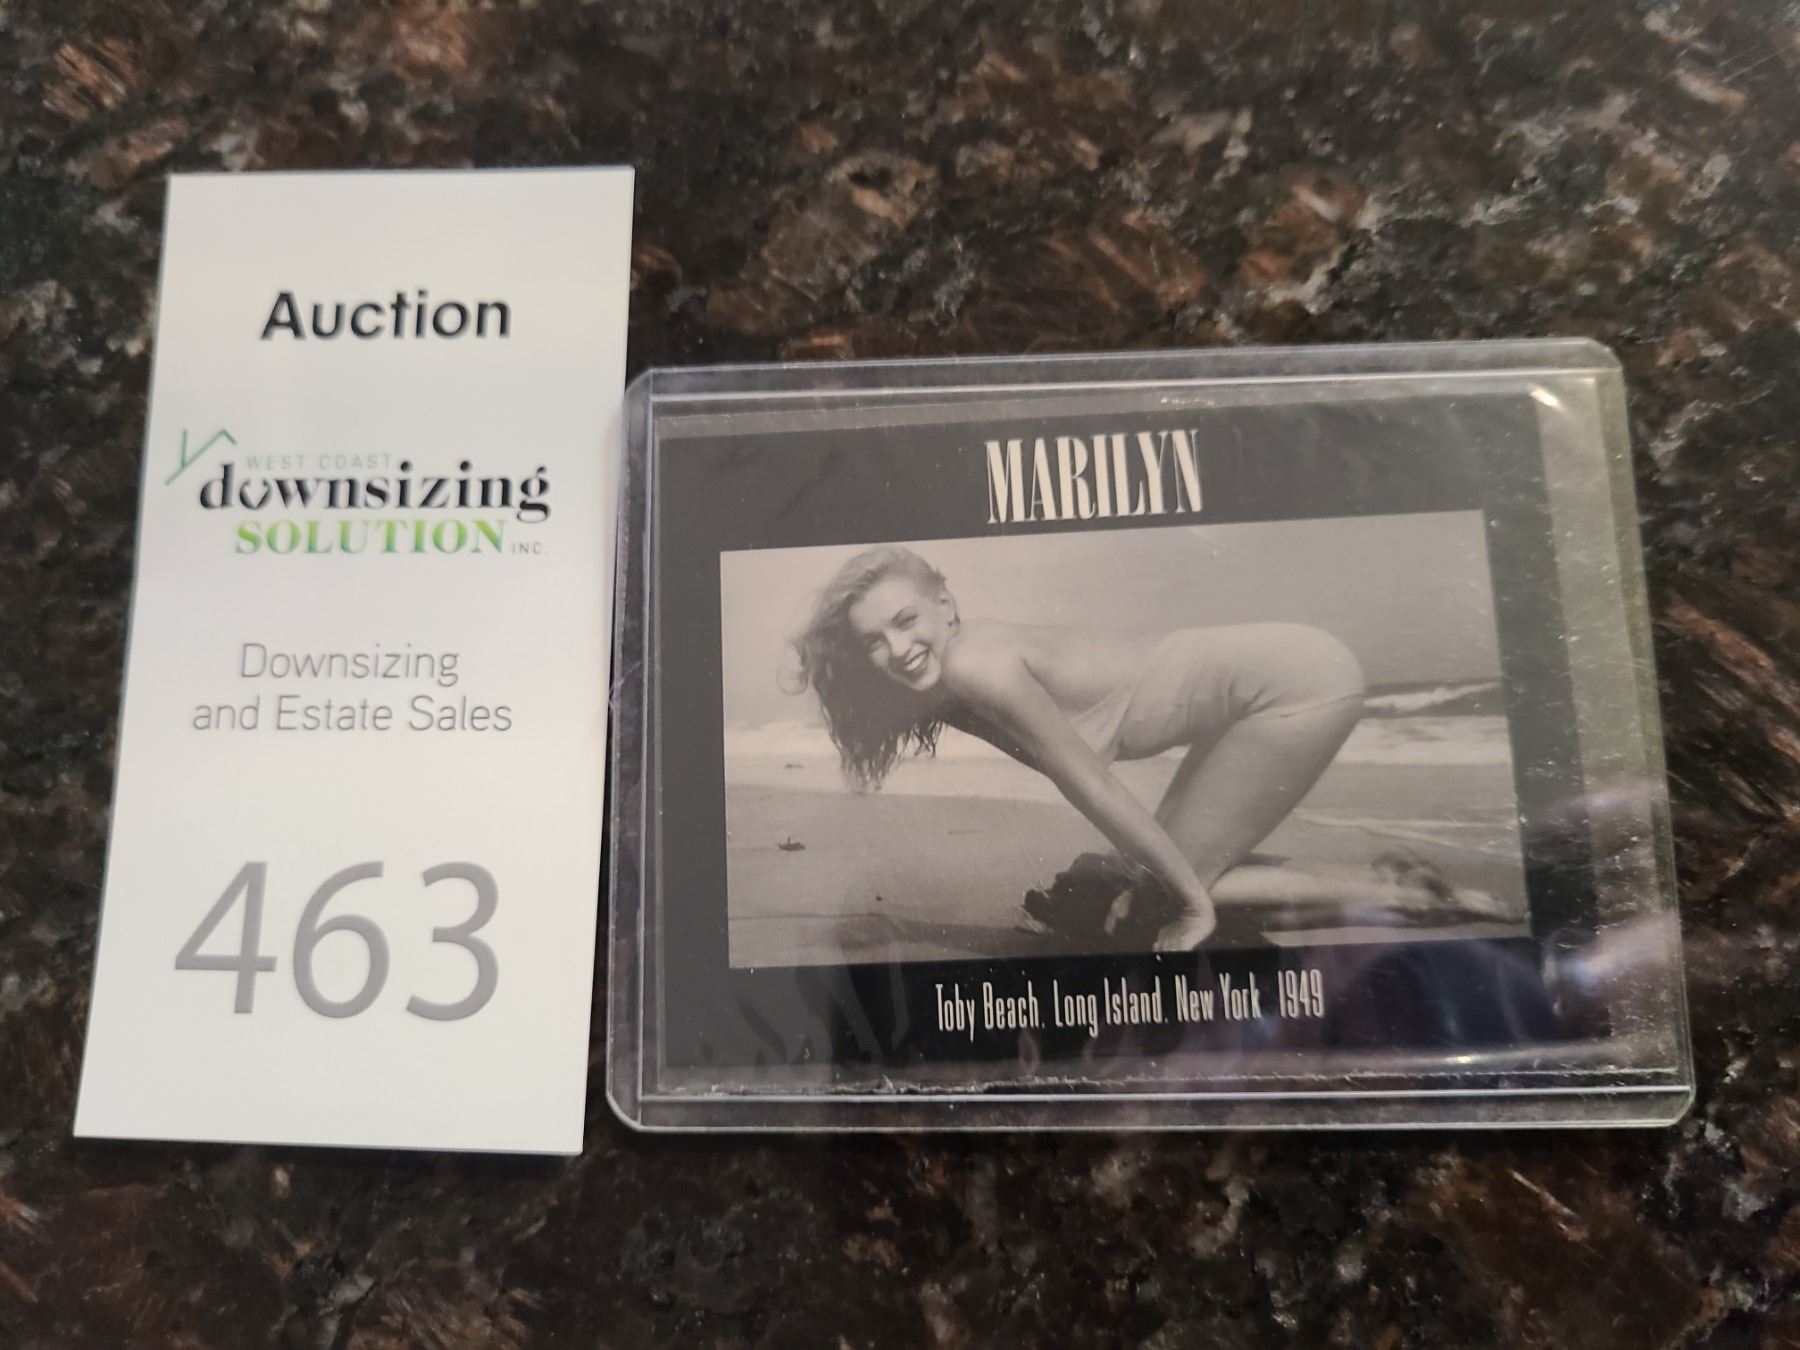 Auction
WEST COAST
downsizing
SOLUTION INC.
Downsizing
and Estate Sales
463
MARILYN
Toby Beach, Long Island, New York 1949